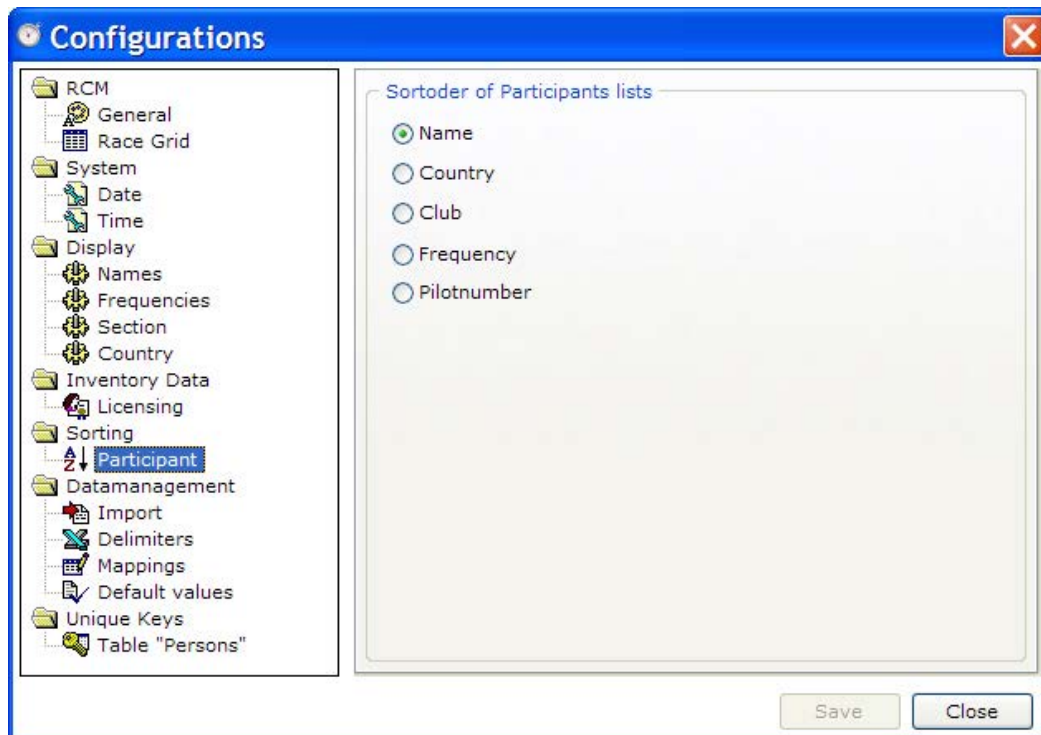 Configurations
RCM
General
Race Grid
System
Date
Time
Display
Names
Frequencies
Section
Country
Inventory Data
Licensing
Sorting
Participant
Datamanagement
Import
Delimiters
Mappings
Default values
Unique Keys
Table "Persons"
Sortoder of Participants lists
Name
Country
Club
Frequency
Pilotnumber
Save
Close